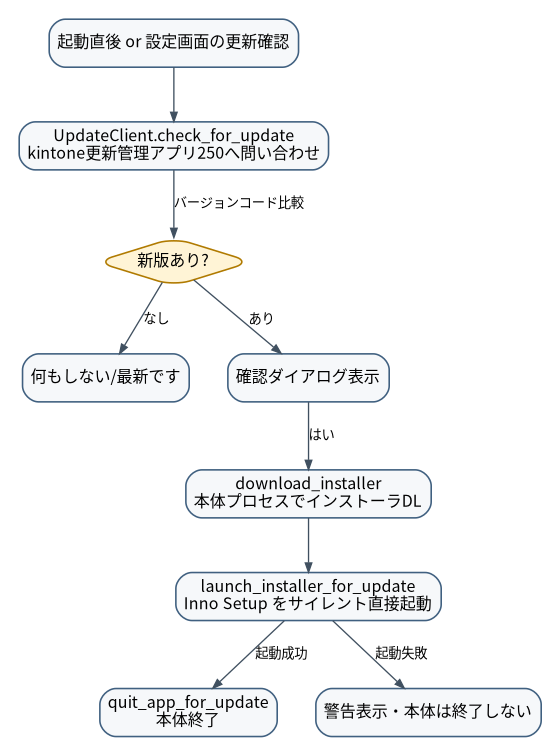 起動直後 or 設定画面の更新確認
UpdateClient.check_for_update
kintone更新管理アプリ250へ問い合わせ
バージョンコード比較
新版あり?
なし
あり
何もしない/最新です
確認ダイアログ表示
はい
download_installer
本体プロセスでインストーラDL
launch_installer_for_update
Inno Setup をサイレント直接起動
起動成功
起動失敗
quit_app_for_update
本体終了
警告表示・本体は終了しない